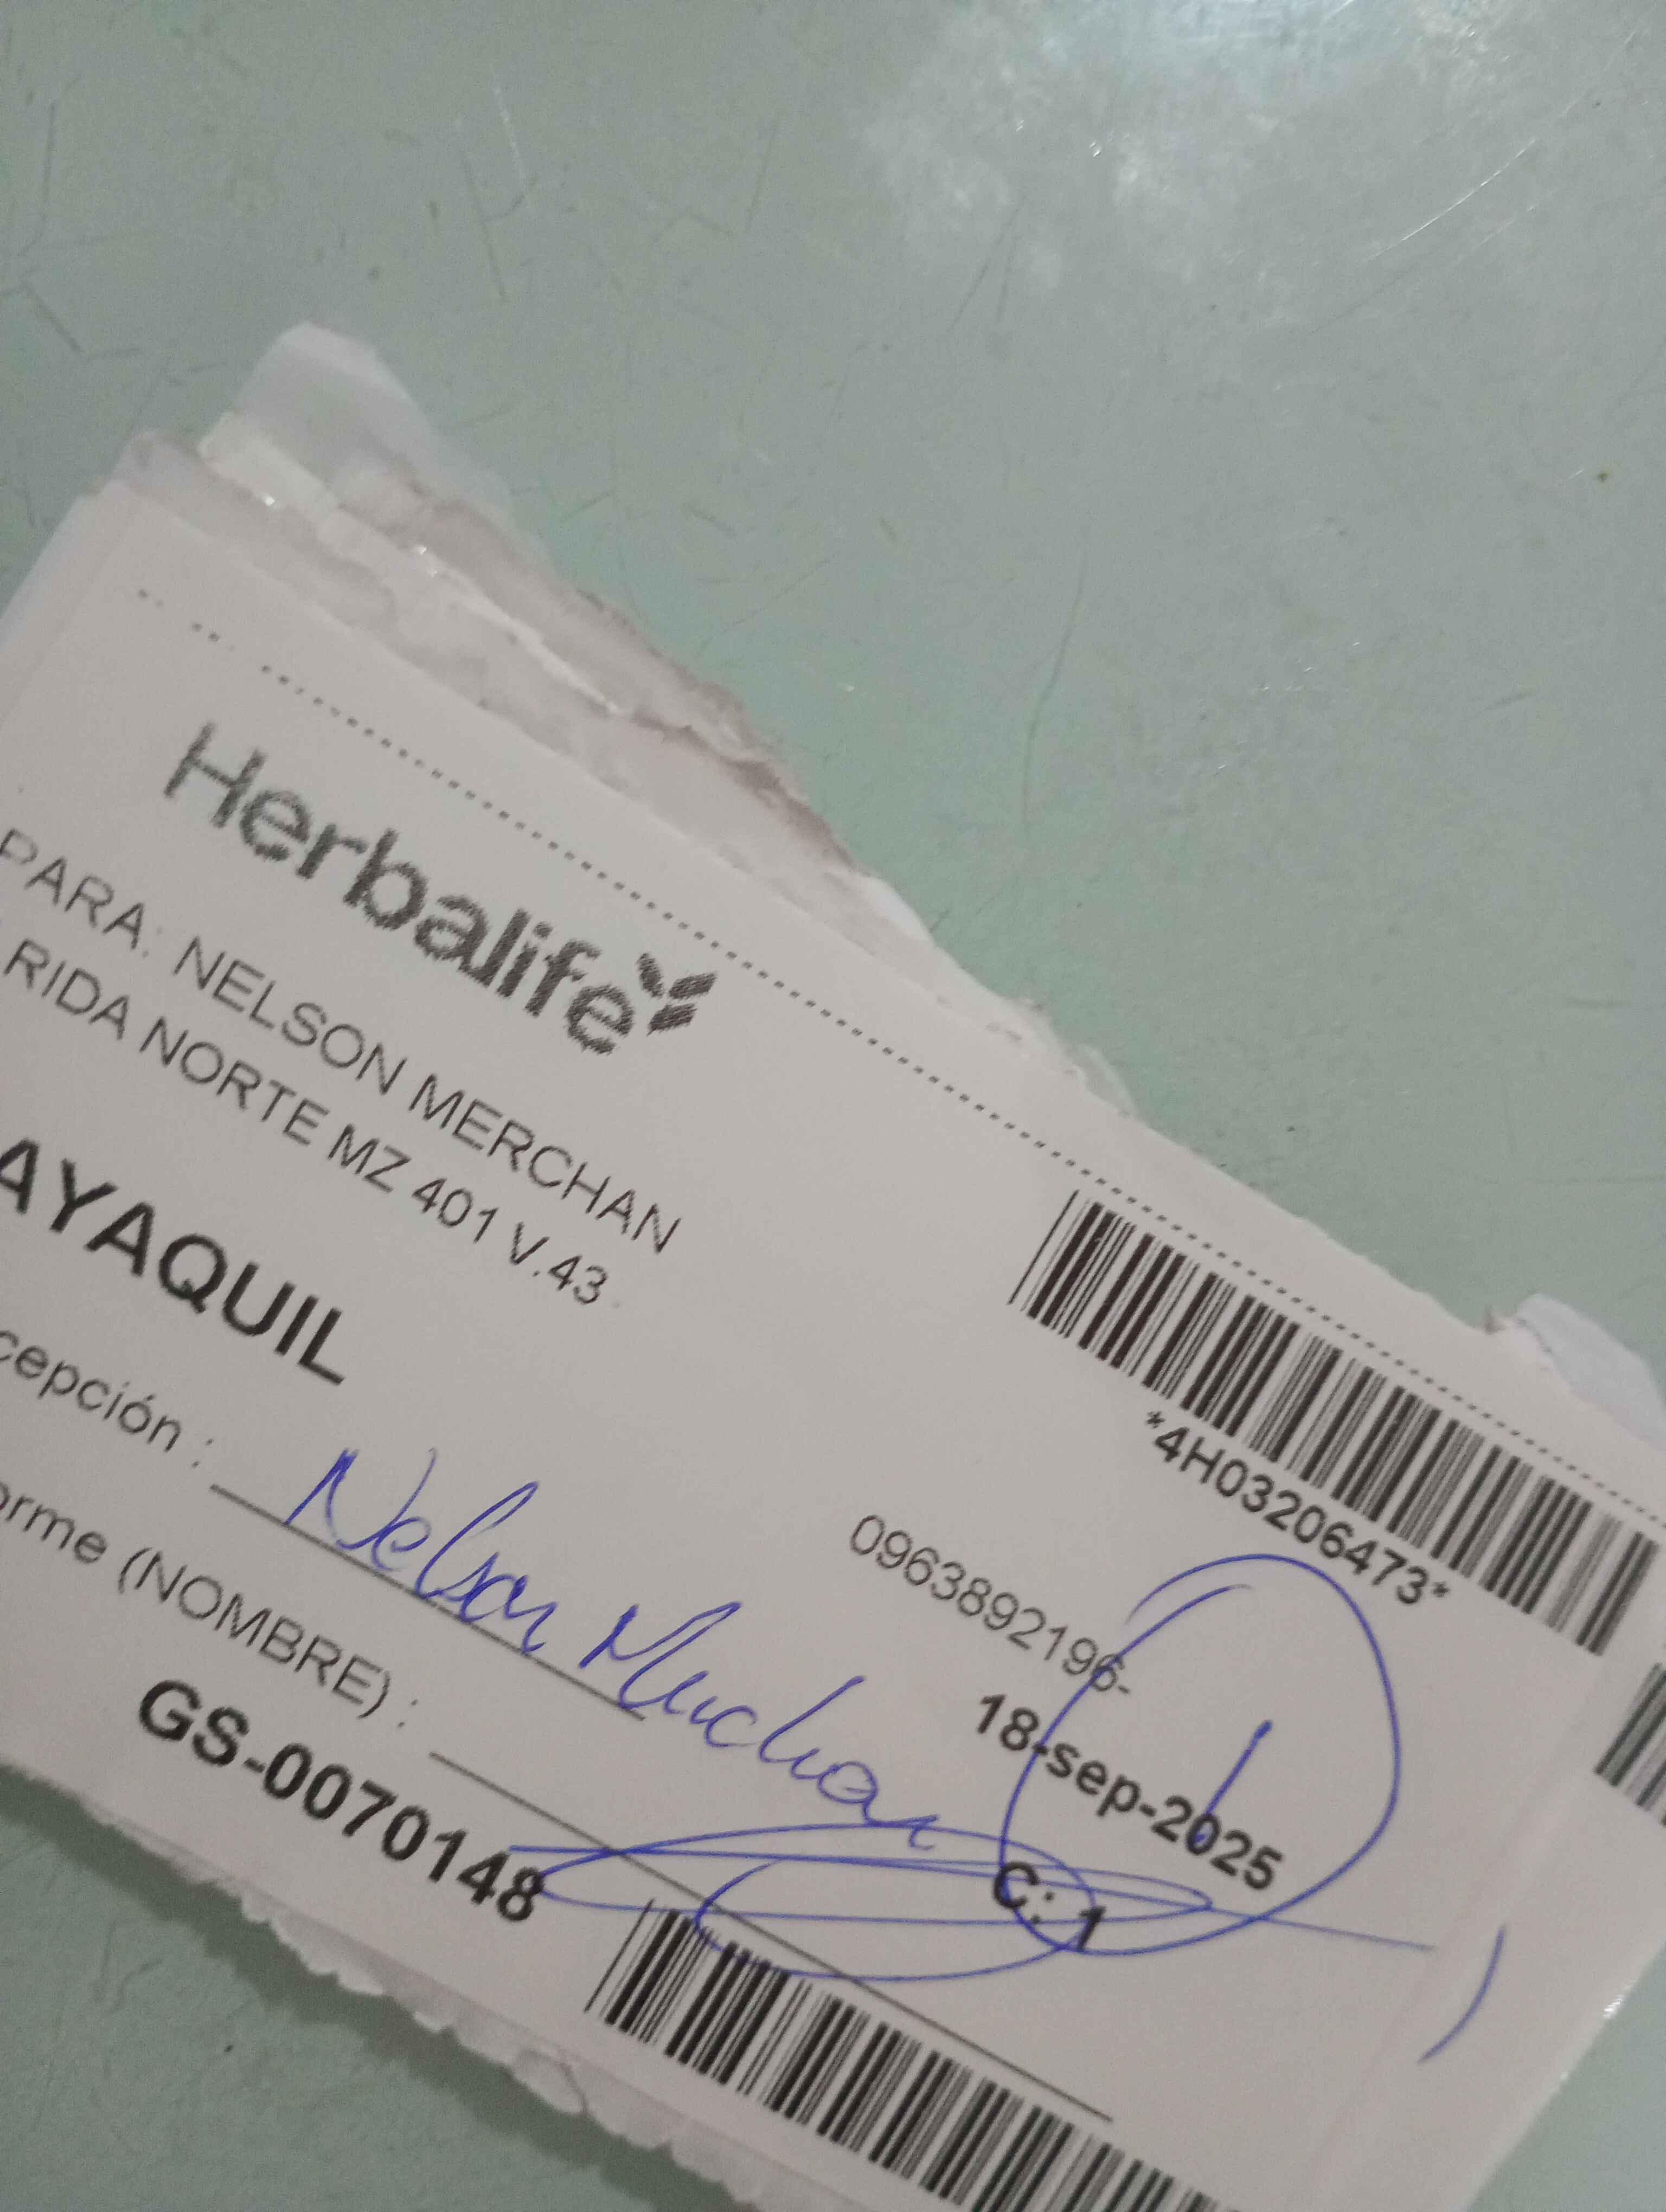 Herbalife
PARA: NELSON MERCHAN
RIDA NORTE MZ 401 V.43
AYAQUIL
*4H03206473*
cepción :
Nelson Merchan
0963892196-
18-sep-2025
orme (NOMBRE) :
C: 1
GS-0070148